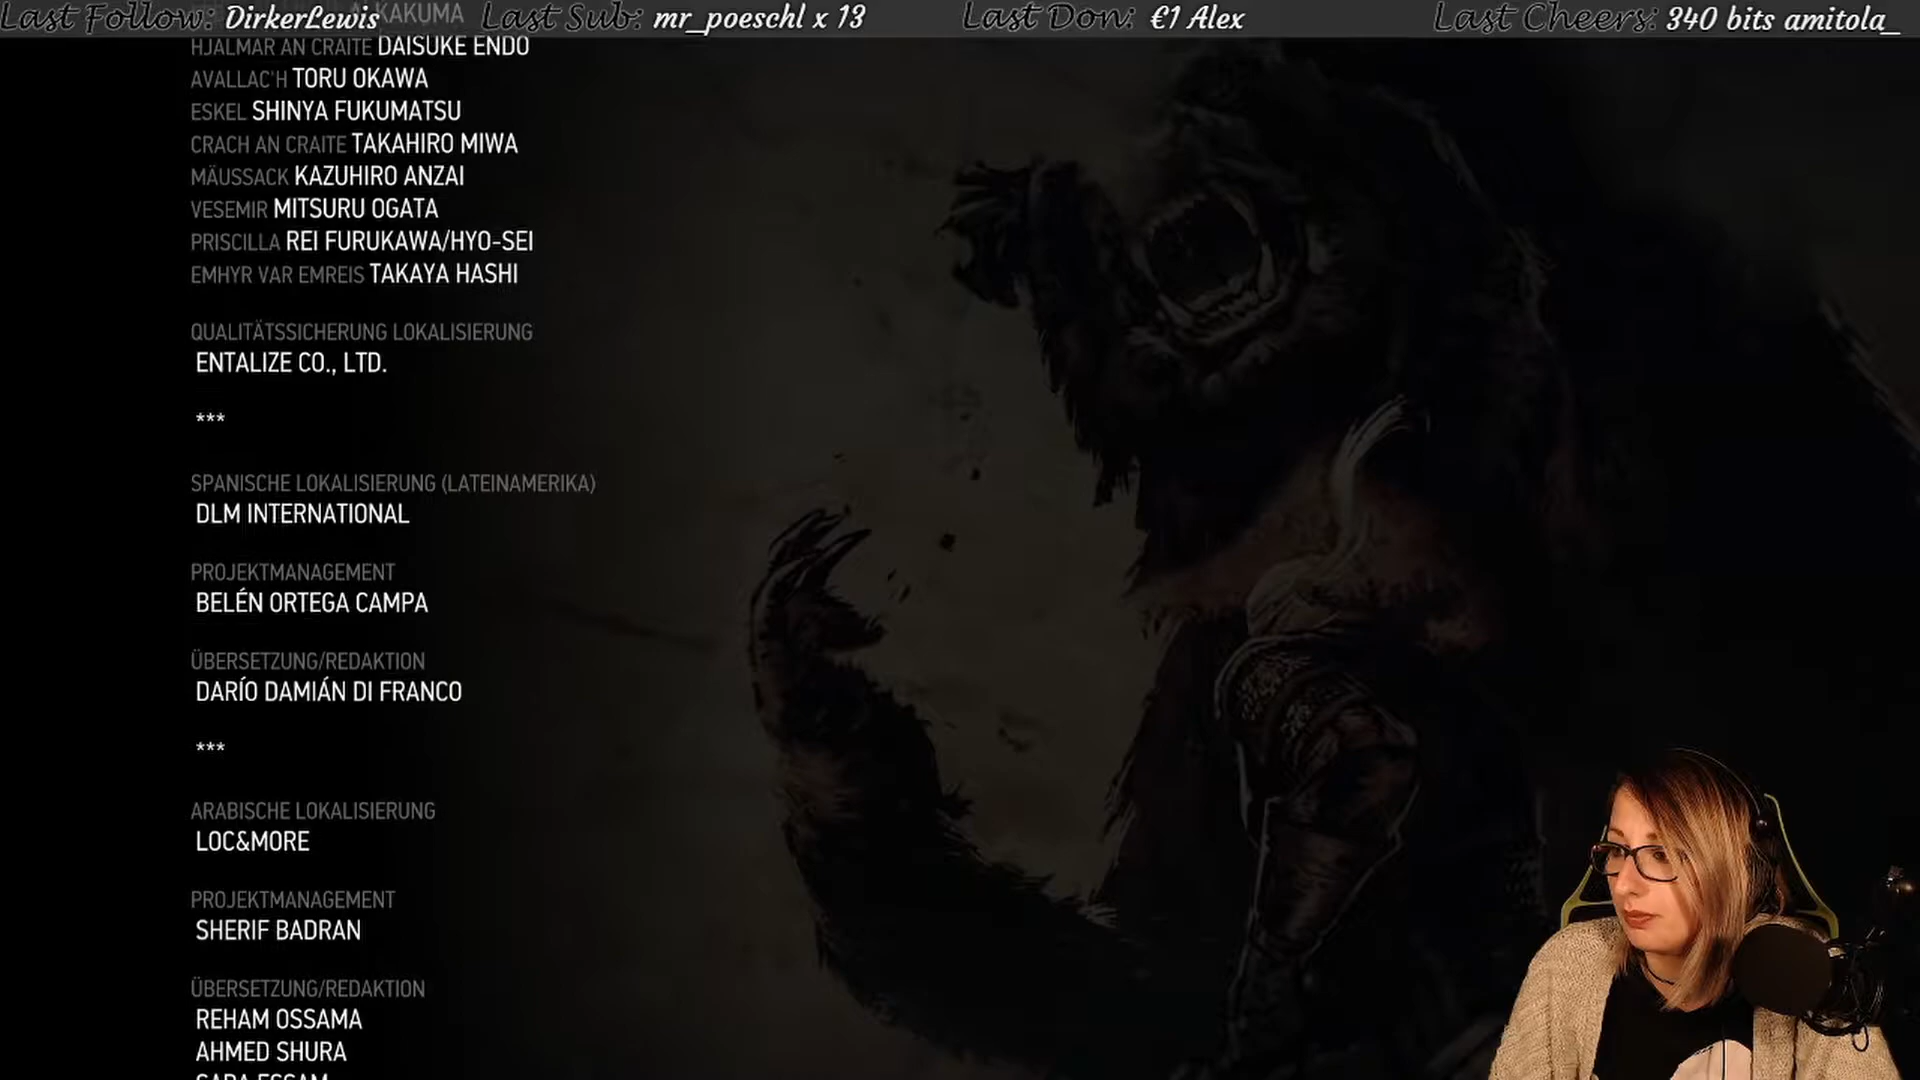 Last Follow: DirkerLewis Last Sub: mr_poeschl x 13 Last Don: €1 Alex Last Cheers: 340 bits amitola_
KAKUMA
HJALMAR AN CRAITE DAISUKE ENDO
AVALLAC'H TORU OKAWA
ESKEL SHINYA FUKUMATSU
CRACH AN CRAITE TAKAHIRO MIWA
MÄUSSACK KAZUHIRO ANZAI
VESEMIR MITSURU OGATA
PRISCILLA REI FURUKAWA/HYO-SEI
EMHYR VAR EMREIS TAKAYA HASHI
QUALITÄTSSICHERUNG LOKALISIERUNG
ENTALIZE CO., LTD.
***
SPANISCHE LOKALISIERUNG (LATEINAMERIKA)
DLM INTERNATIONAL
PROJEKTMANAGEMENT
BELÉN ORTEGA CAMPA
ÜBERSETZUNG/REDAKTION
DARÍO DAMIÁN DI FRANCO
***
ARABISCHE LOKALISIERUNG
LOC&MORE
PROJEKTMANAGEMENT
SHERIF BADRAN
ÜBERSETZUNG/REDAKTION
REHAM OSSAMA
AHMED SHURA
SARA ESSAM